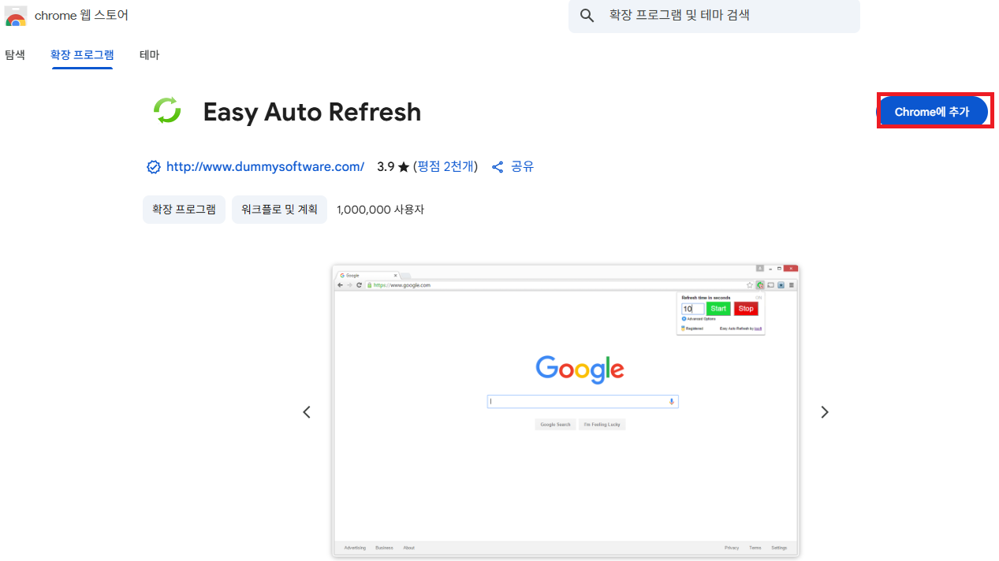 chrome 웹 스토어
확장 프로그램 및 테마 검색
탐색 확장 프로그램 테마
Easy Auto Refresh
Chrome에 추가
http://www.dummysoftware.com/ 3.9 ★ (평점 2천개) 공유
확장 프로그램 워크플로 및 계획 1,000,000 사용자
Google
https://www.google.com
Refresh time in seconds
10 Start Stop
Advanced Options
Registered Easy Auto Refresh by
Google
Google Search I'm Feeling Lucky
Advertising Business About Privacy Terms Settings